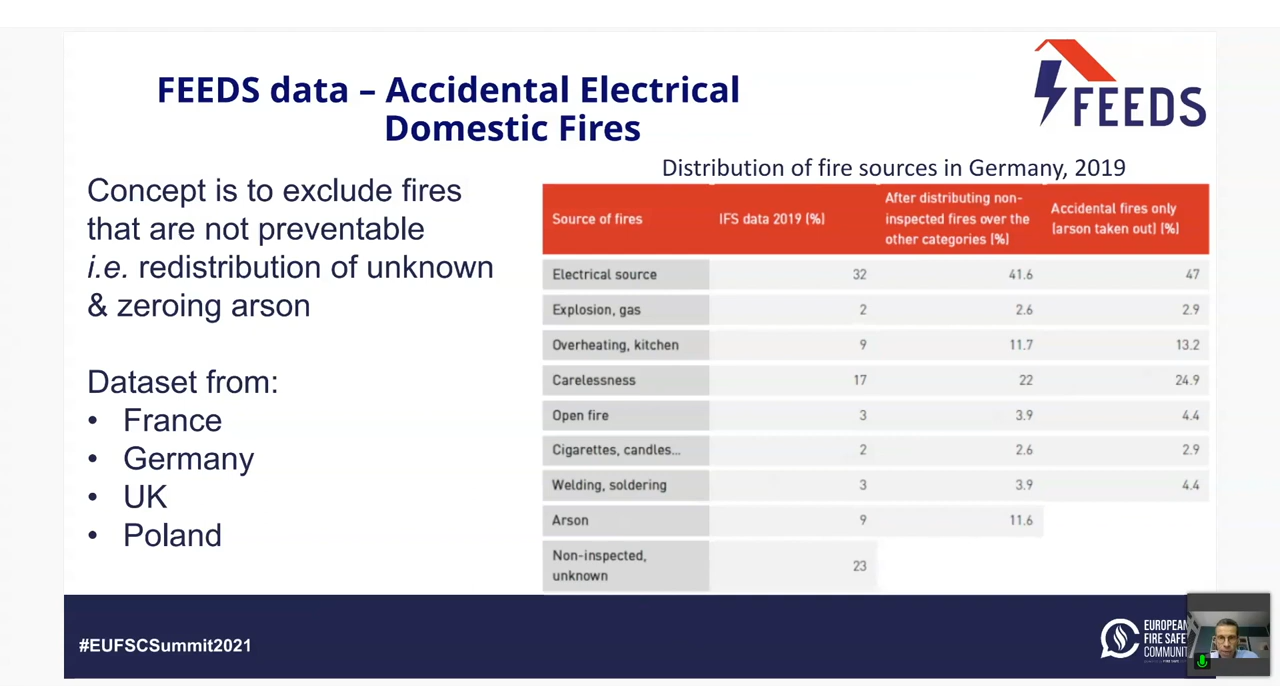 FEEDS data – Accidental Electrical
Domestic Fires
FEEDS
Concept is to exclude fires
that are not preventable
i.e. redistribution of unknown
& zeroing arson
Dataset from:
• France
• Germany
• UK
• Poland
Distribution of fire sources in Germany, 2019
Source of fires IFS data 2019 (%) After distributing non-inspected fires over the other categories (%) Accidental fires only (arson taken out) (%)
Electrical source 32 41.6 47
Explosion, gas 2 2.6 2.9
Overheating, kitchen 9 11.7 13.2
Carelessness 17 22 24.9
Open fire 3 3.9 4.4
Cigarettes, candles... 2 2.6 2.9
Welding, soldering 3 3.9 4.4
Arson 9 11.6
Non-inspected, unknown 23
#EUFSCSummit2021
EUROPEAN
FIRE SAFE
COMMUNI